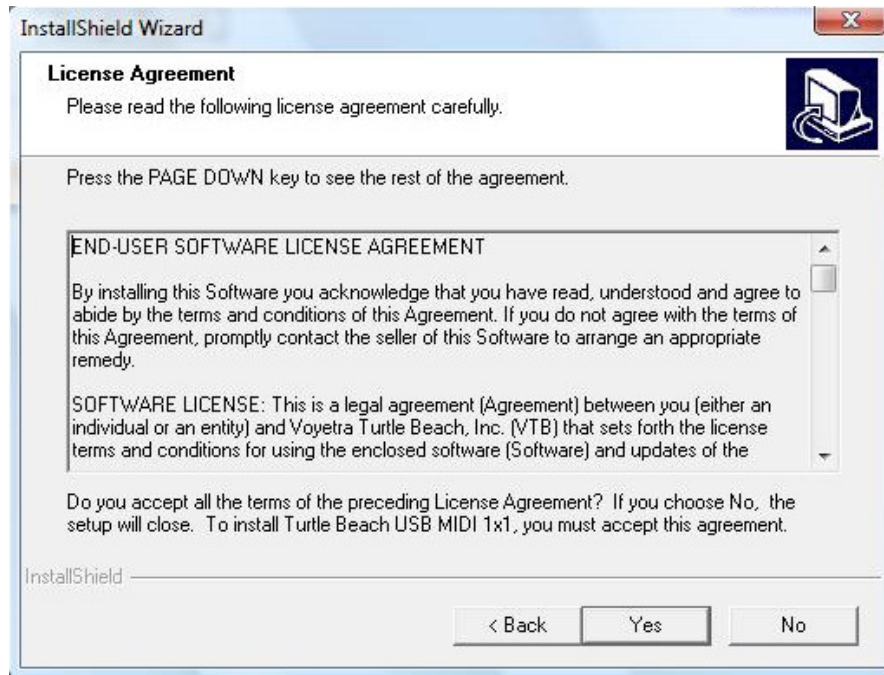 InstallShield Wizard
License Agreement
Please read the following license agreement carefully.
Press the PAGE DOWN key to see the rest of the agreement.
END-USER SOFTWARE LICENSE AGREEMENT
By installing this Software you acknowledge that you have read, understood and agree to
abide by the terms and conditions of this Agreement. If you do not agree with the terms of
this Agreement, promptly contact the seller of this Software to arrange an appropriate
remedy.
SOFTWARE LICENSE: This is a legal agreement (Agreement) between you (either an
individual or an entity) and Voyetra Turtle Beach, Inc. (VTB) that sets forth the license
terms and conditions for using the enclosed software (Software) and updates of the
Do you accept all the terms of the preceding License Agreement? If you choose No, the
setup will close. To install Turtle Beach USB MIDI 1x1, you must accept this agreement.
InstallShield
< Back Yes No